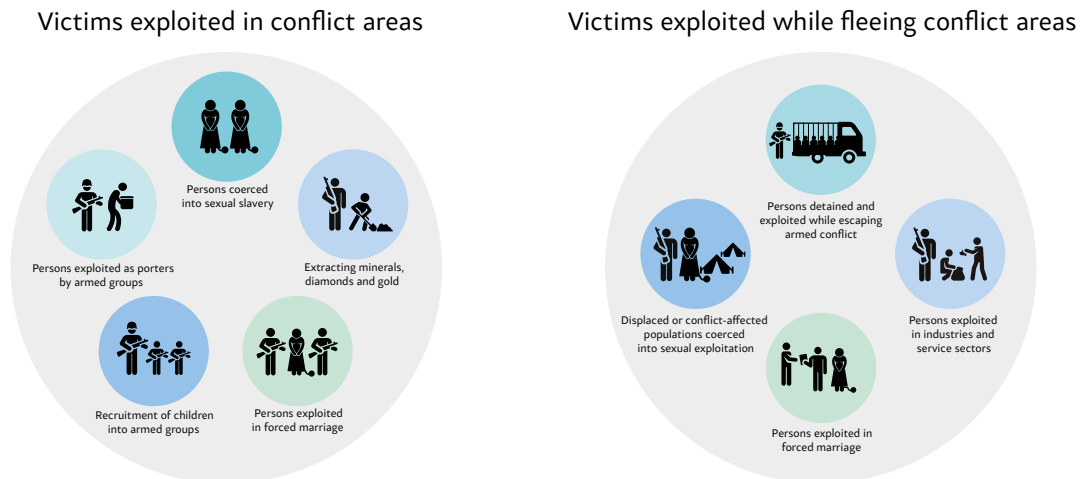 Victims exploited in conflict areas
Persons coerced
into sexual slavery
Persons exploited as porters
by armed groups
Extracting minerals,
diamonds and gold
Recruitment of children
into armed groups
Persons exploited
in forced marriage
Victims exploited while fleeing conflict areas
Persons detained and
exploited while escaping
armed conflict
Displaced or conflict-affected
populations coerced
into sexual exploitation
Persons exploited
in industries and
service sectors
Persons exploited in
forced marriage